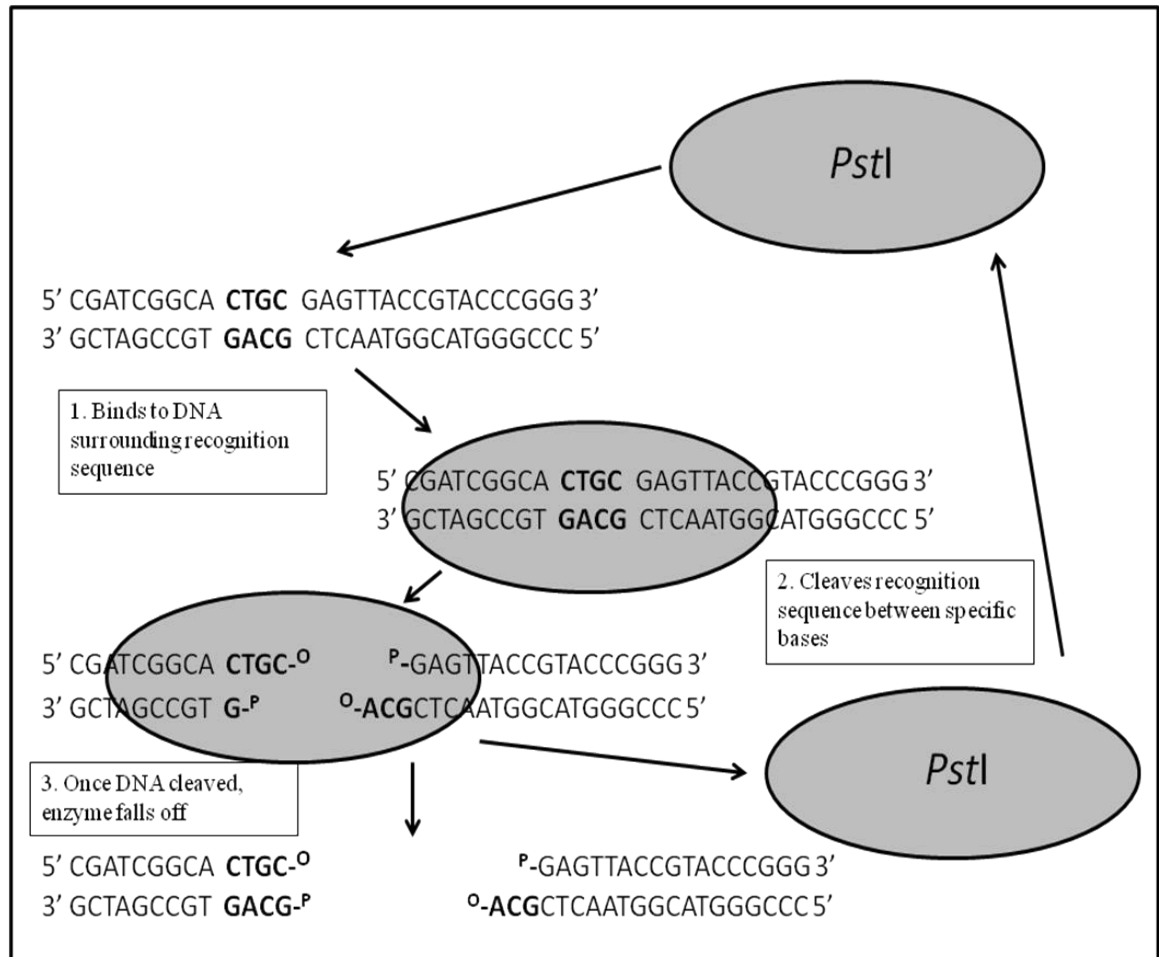 PstI
5’ CGATCGGCA CTGC GAGTTACCGTACCCGGG 3’
3’ GCTAGCCGT GACG CTCAATGGCATGGGCCC 5’
1. Binds to DNA
surrounding recognition
sequence
5’ CGATCGGCA CTGC GAGTTACCGTACCCGGG 3’
3’ GCTAGCCGT GACG CTCAATGGCATGGGCCC 5’
2. Cleaves recognition
sequence between specific
bases
5’ CGATCGGCA CTGC-O P-GAGTTACCGTACCCGGG 3’
3’ GCTAGCCGT G-P O-ACGCTCAATGGCATGGGCCC 5’
PstI
3. Once DNA cleaved,
enzyme falls off
5’ CGATCGGCA CTGC-O P-GAGTTACCGTACCCGGG 3’
3’ GCTAGCCGT GACG-P O-ACGCTCAATGGCATGGGCCC 5’